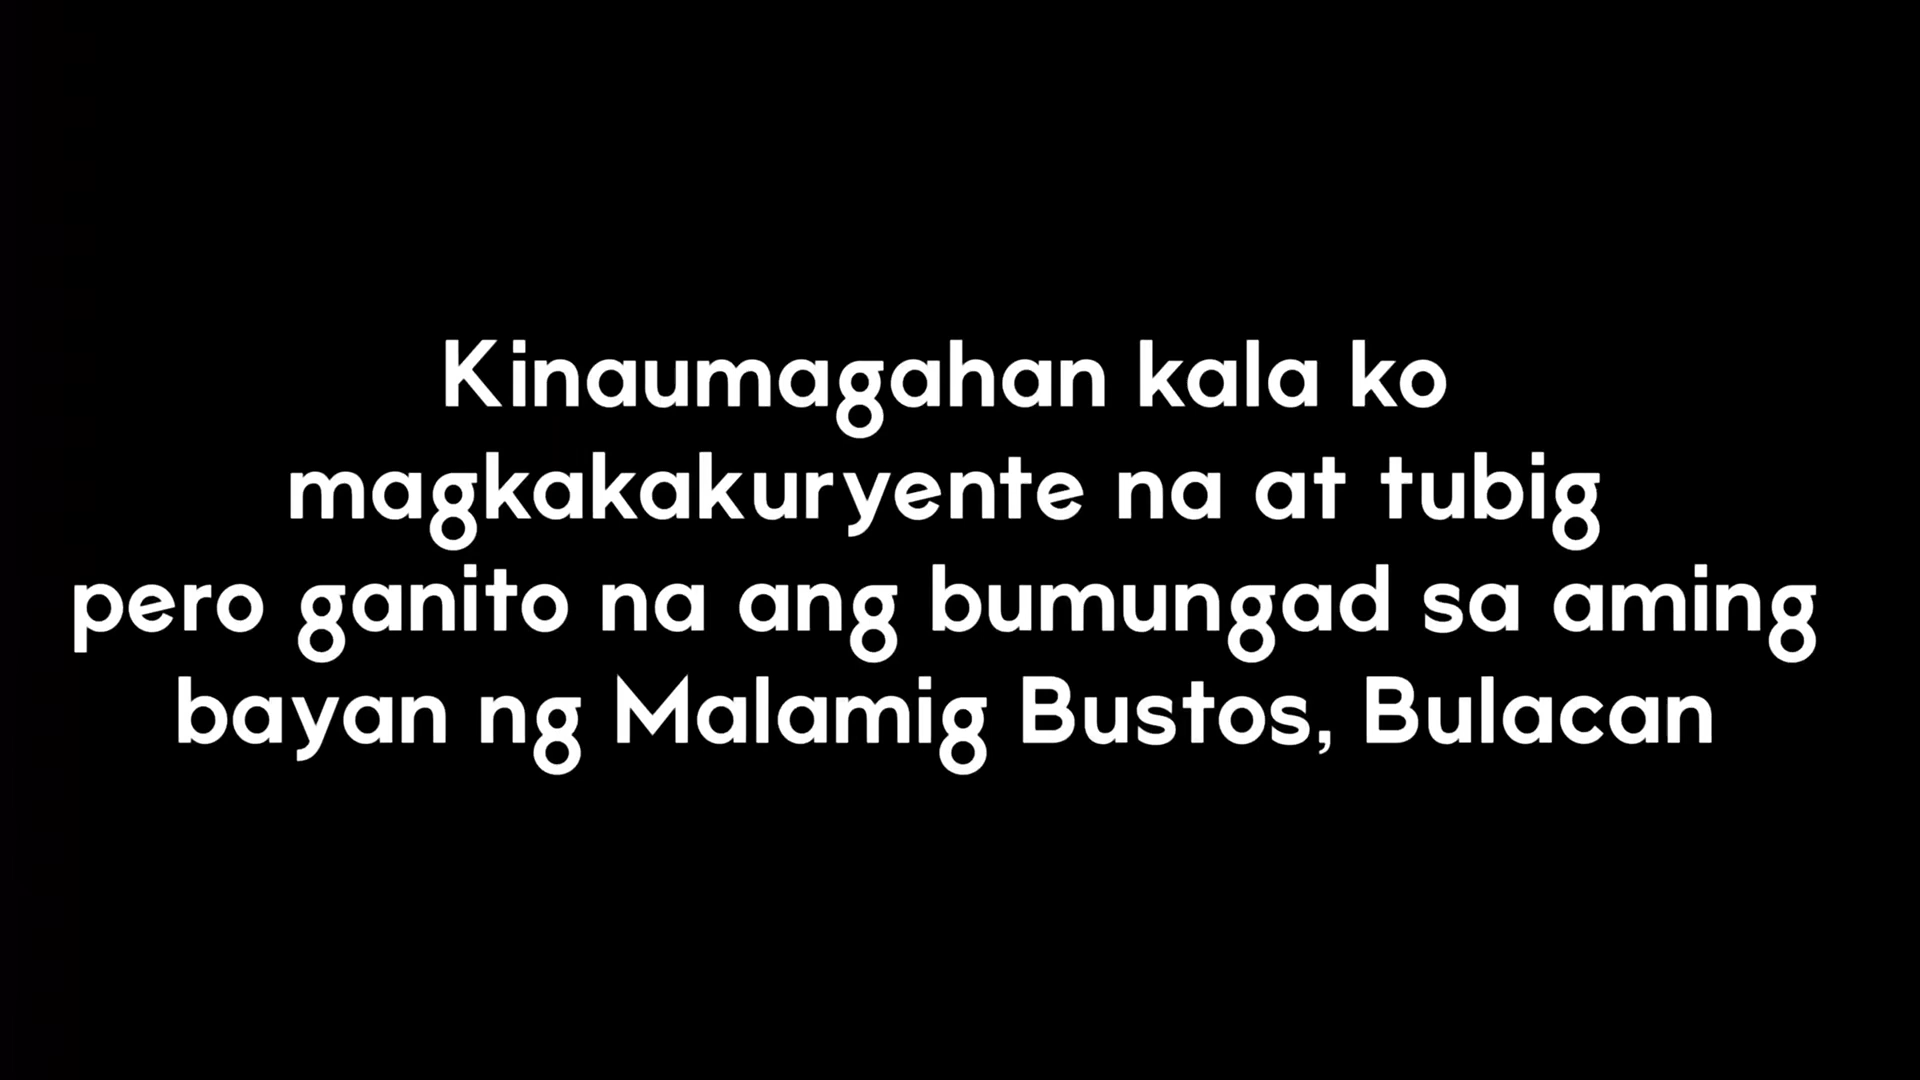 Kinaumagahan kala ko
magkakakuryente na at tubig
pero ganito na ang bumungad sa aming
bayan ng Malamig Bustos, Bulacan